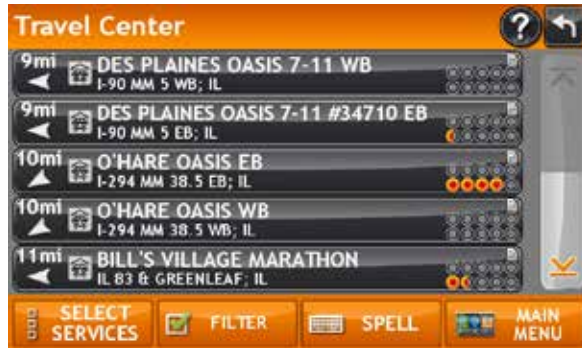 Travel Center
?
9mi DES PLAINES OASIS 7-11 WB
I-90 MM 5 WB; IL
9mi DES PLAINES OASIS 7-11 #34710 EB
I-90 MM 5 EB; IL
10mi O'HARE OASIS EB
I-294 MM 38.5 EB; IL
10mi O'HARE OASIS WB
I-294 MM 38.5 WB; IL
11mi BILL'S VILLAGE MARATHON
IL 83 & GREENLEAF; IL
SELECT SERVICES
FILTER
SPELL
MAIN MENU